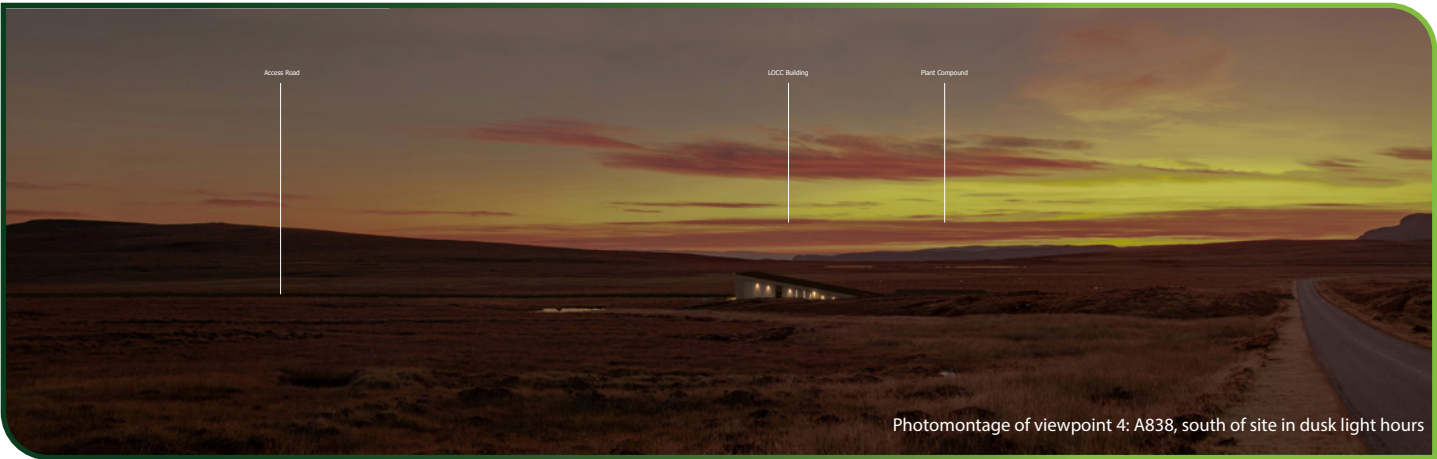 Access Road
LOCC Building
Plant Compound
Photomontage of viewpoint 4: A838, south of site in dusk light hours